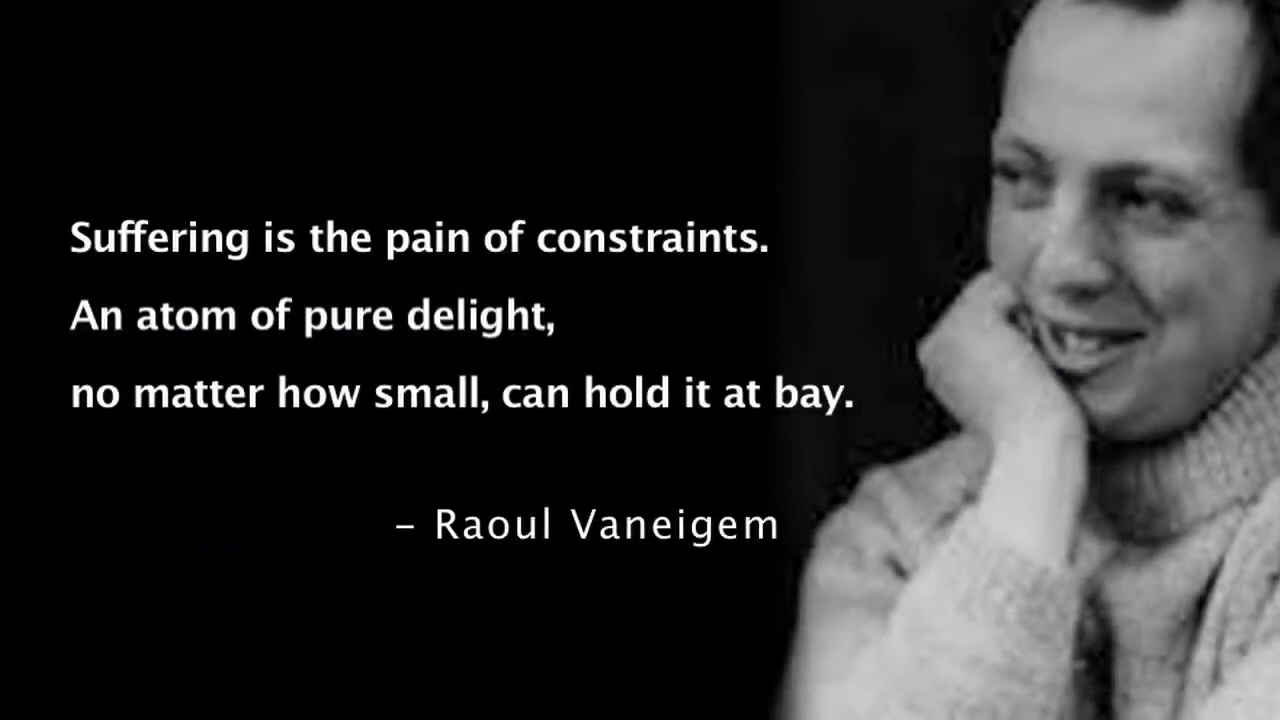 Suffering is the pain of constraints.
An atom of pure delight,
no matter how small, can hold it at bay.
– Raoul Vaneigem